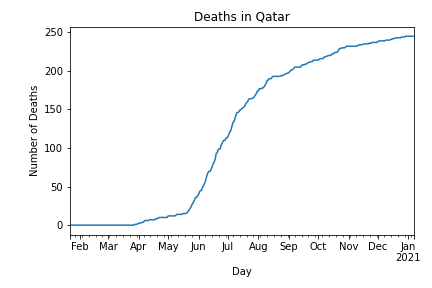 Deaths in Qatar
250
200
150
100
50
0
Number of Deaths
Feb Mar Apr May Jun Jul Aug Sep Oct Nov Dec Jan
2021
Day